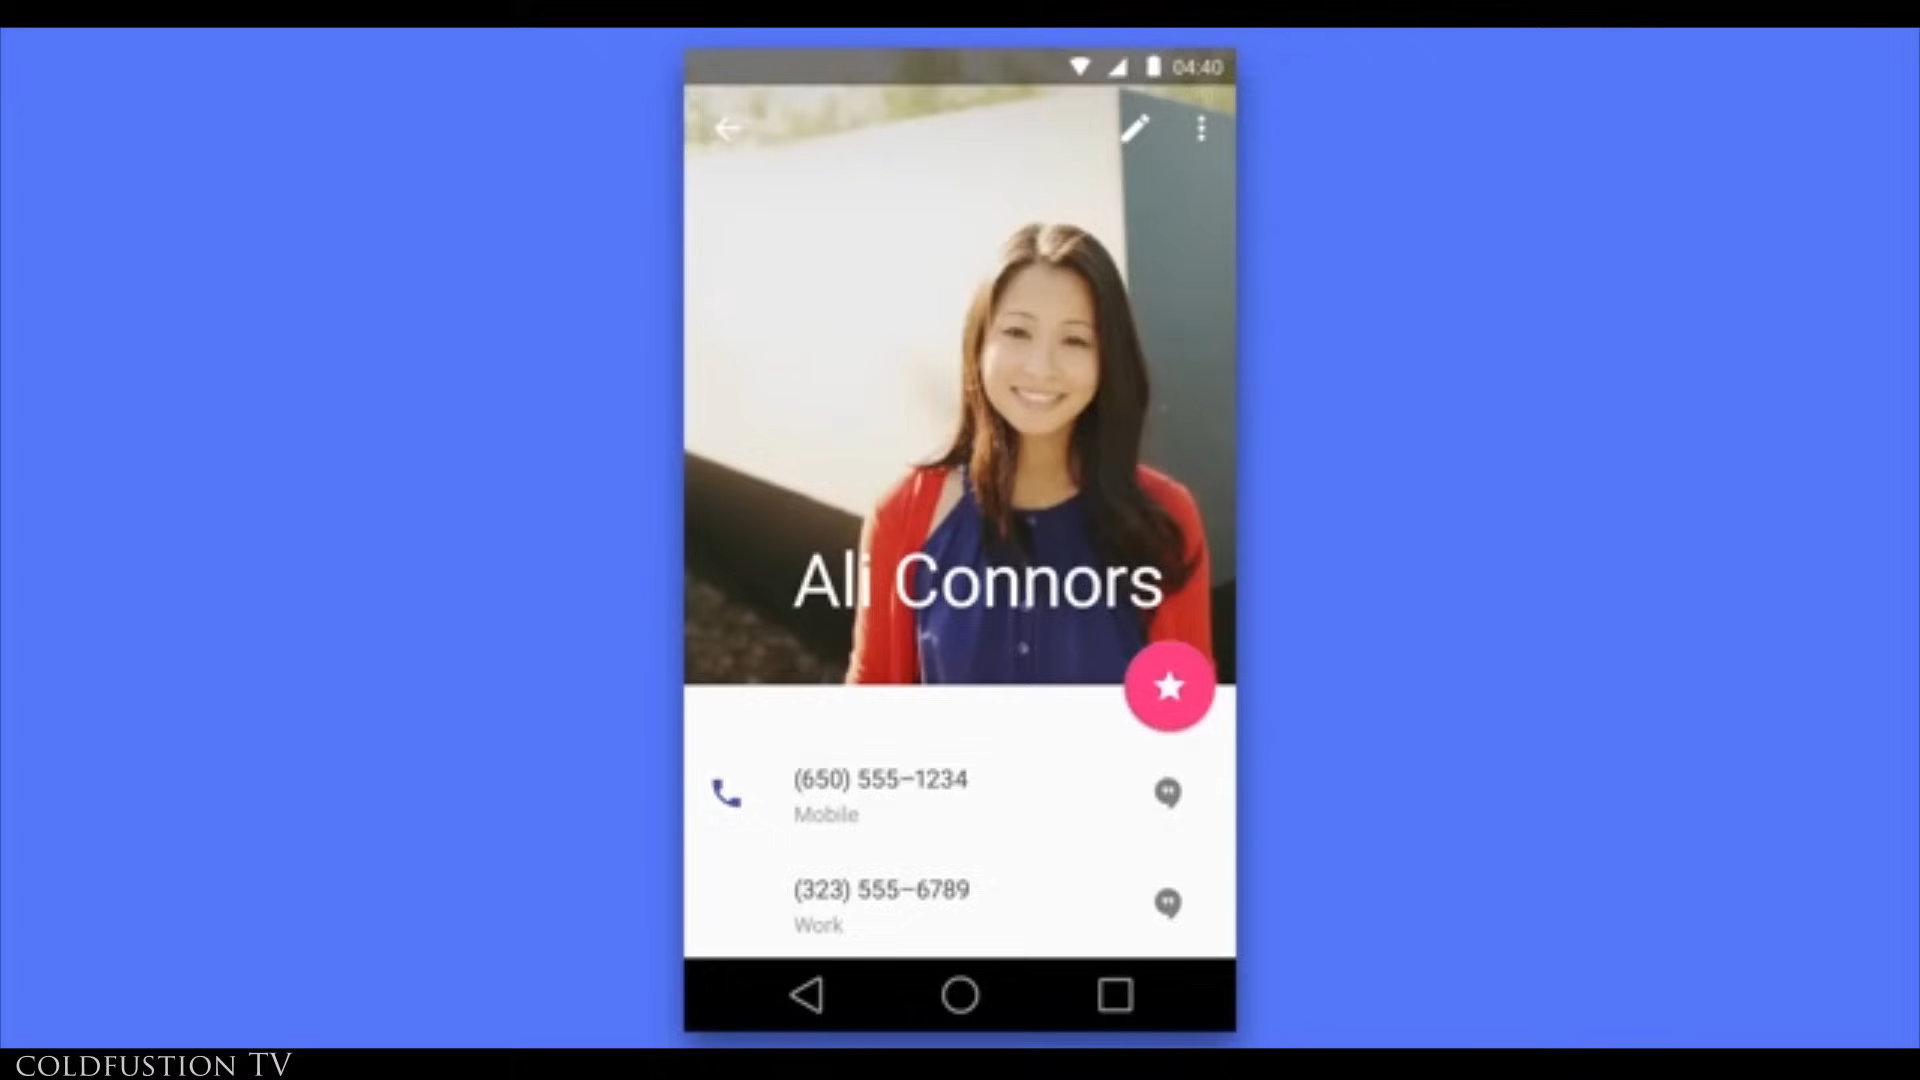 04:40
Ali Connors
(650) 555–1234
Mobile
(323) 555–6789
Work
COLDFUSTION TV